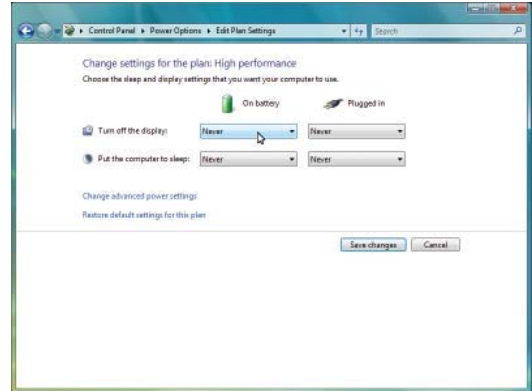 Control Panel Power Options Edit Plan Settings Search
Change settings for the plan: High performance
Choose the sleep and display settings that you want your computer to use.
On battery Plugged in
Turn off the display: Never Never
Put the computer to sleep: Never Never
Change advanced power settings
Restore default settings for this plan
Save changes Cancel